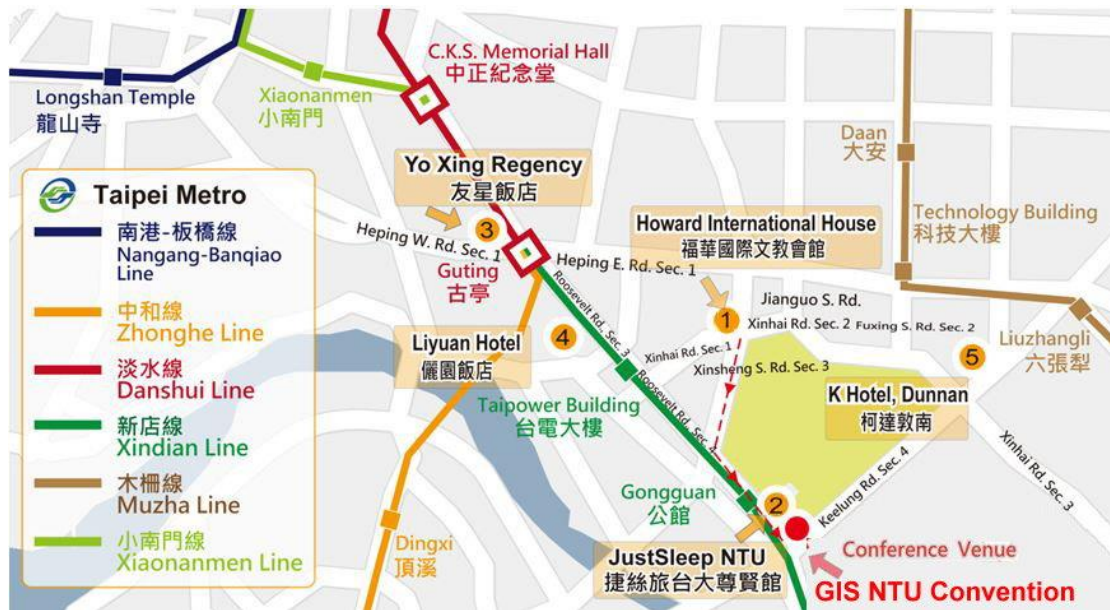 C.K.S. Memorial Hall
中正紀念堂
Longshan Temple
龍山寺
Xiaonanmen
小南門
Daan
大安
Yo Xing Regency
友星飯店
Taipei Metro
南港-板橋線
Nangang-Banqiao
Line
中和線
Zhonghe Line
淡水線
Danshui Line
新店線
Xindian Line
木柵線
Muzha Line
小南門線
Xiaonanmen Line
3
Heping W. Rd. Sec. 1
Guting
古亭
Heping E. Rd. Sec. 1
Howard International House
福華國際文教會館
Technology Building
科技大樓
Jianguo S. Rd.
1
Xinhai Rd. Sec. 2
Fuxing S. Rd. Sec. 2
Roosevelt Rd., Sec. 3
Liyuan Hotel
儷園飯店
4
Xinhai Rd. Sec. 1
Xinsheng S. Rd. Sec. 3
5
Liuzhangli
六張犁
Taipower Building
台電大樓
Roosevelt Rd., Sec. 4
K Hotel, Dunnan
柯達敦南
Xinhai Rd. Sec. 3
Keelung Rd. Sec. 4
Gongguan
公館
2
Dingxi
頂溪
JustSleep NTU
捷絲旅台大尊賢館
Conference Venue
GIS NTU Convention